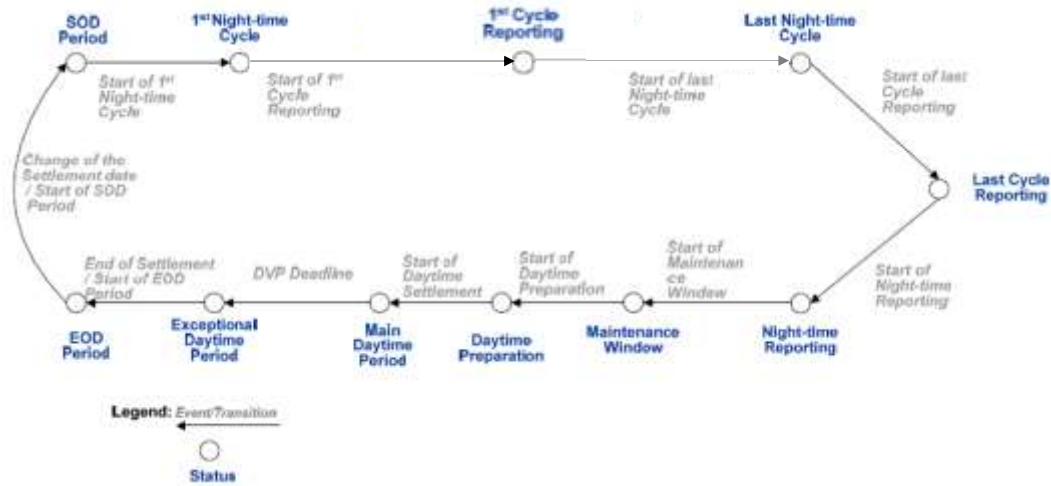 SOD
Period
1st Night-time
Cycle
1st Cycle
Reporting
Last Night-time
Cycle
Start of 1st
Night-time
Cycle
Start of 1st
Cycle
Reporting
Start of last
Night-time
Cycle
Start of last
Cycle
Reporting
Change of the
Settlement date
/ Start of SOD
Period
Last Cycle
Reporting
End of Settlement
/ Start of EOD
Period
DVP Deadline
Start of
Daytime
Settlement
Start of
Daytime
Preparation
Start of
Maintenan
ce
Window
Start of
Night-time
Reporting
EOD
Period
Exceptional
Daytime
Period
Main
Daytime
Period
Daytime
Preparation
Maintenance
Window
Night-time
Reporting
Legend: Event/Transition
Status